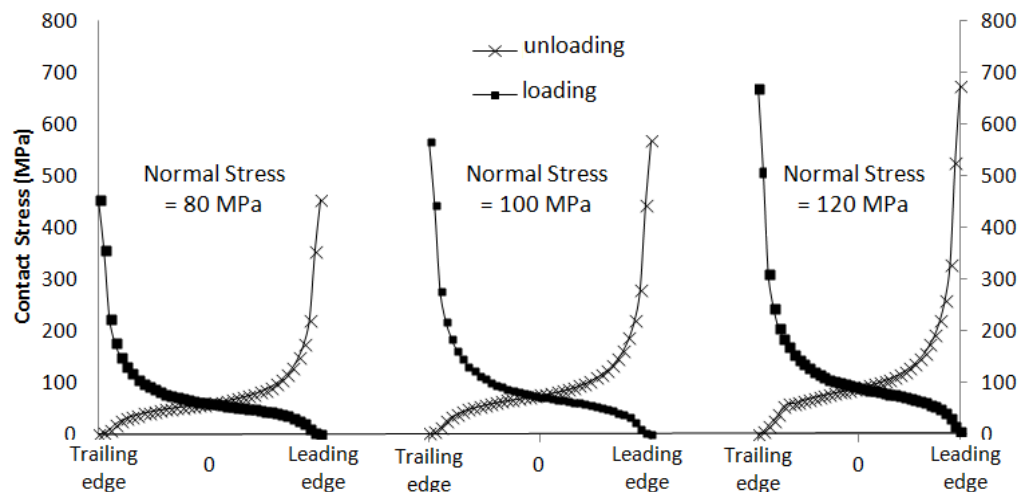 800
700
600
500
400
300
200
100
0
Contact Stress (MPa)
unloading
loading
Normal Stress
= 80 MPa
Normal Stress
= 100 MPa
Normal Stress
= 120 MPa
800
700
600
500
400
300
200
100
0
Trailing
edge
0
Leading
edge
Trailing
edge
0
Leading edge
Trailing
edge
0
Leading
edge